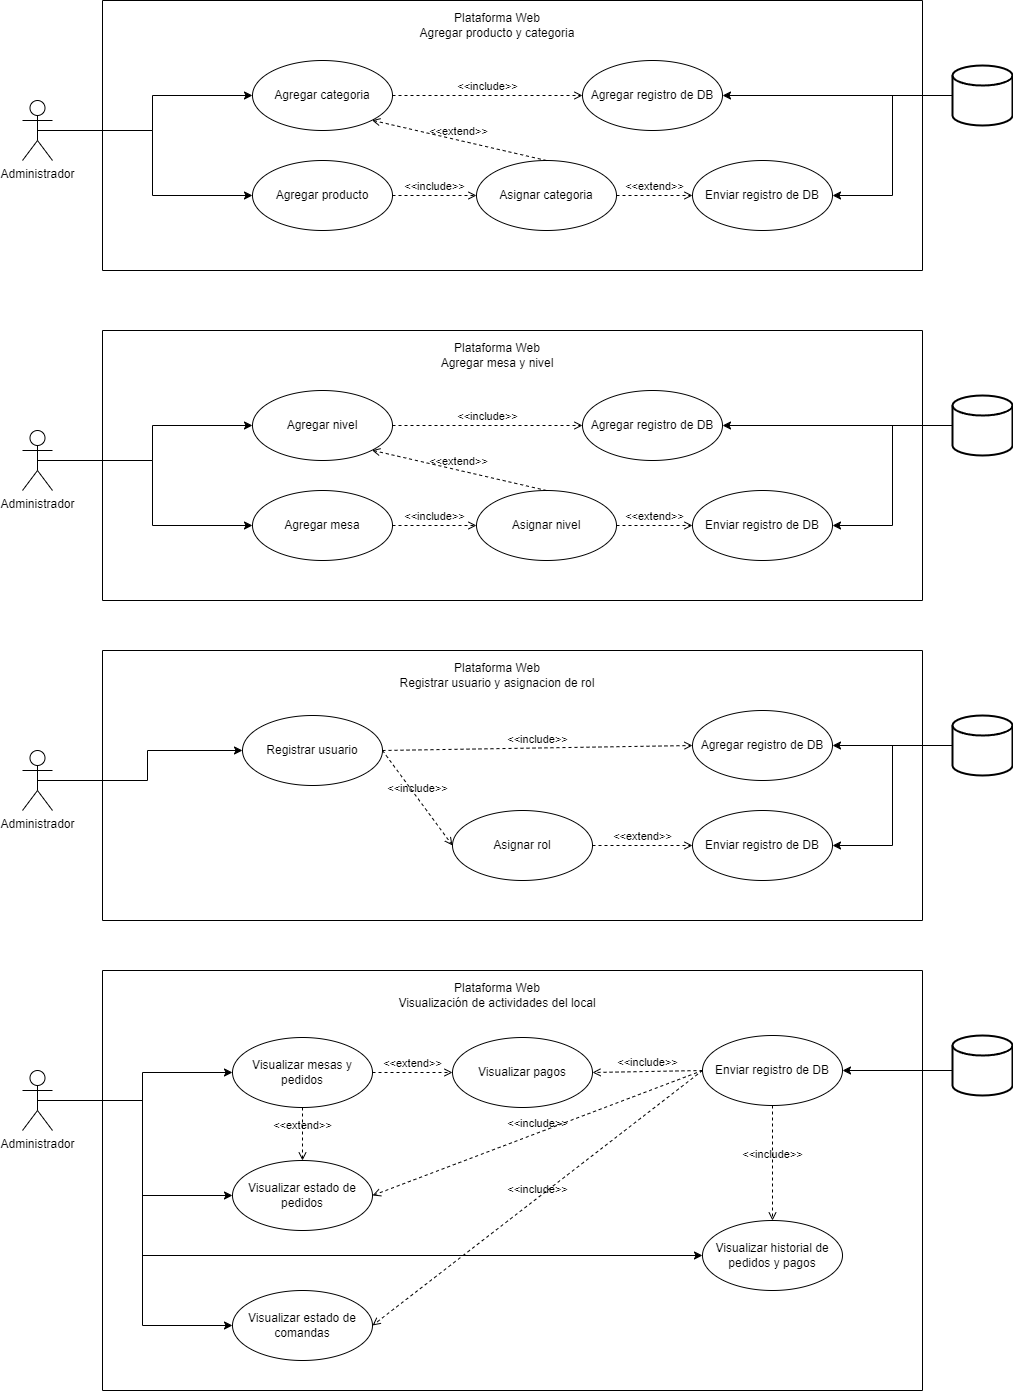 Plataforma Web
Agregar producto y categoria
Agregar categoria
<<include>>
Agregar registro de DB
<<extend>>
Administrador
Agregar producto
<<include>>
Asignar categoria
<<extend>>
Enviar registro de DB
Plataforma Web
Agregar mesa y nivel
Agregar nivel
<<include>>
Agregar registro de DB
<<extend>>
Administrador
Agregar mesa
<<include>>
Asignar nivel
<<extend>>
Enviar registro de DB
Plataforma Web
Registrar usuario y asignacion de rol
Registrar usuario
<<include>>
Agregar registro de DB
<<include>>
Administrador
Asignar rol
<<extend>>
Enviar registro de DB
Plataforma Web
Visualización de actividades del local
Visualizar mesas y
pedidos
<<extend>>
Visualizar pagos
<<include>>
Enviar registro de DB
<<extend>>
<<include>>
Administrador
<<include>>
Visualizar estado de
pedidos
<<include>>
Visualizar historial de
pedidos y pagos
Visualizar estado de
comandas